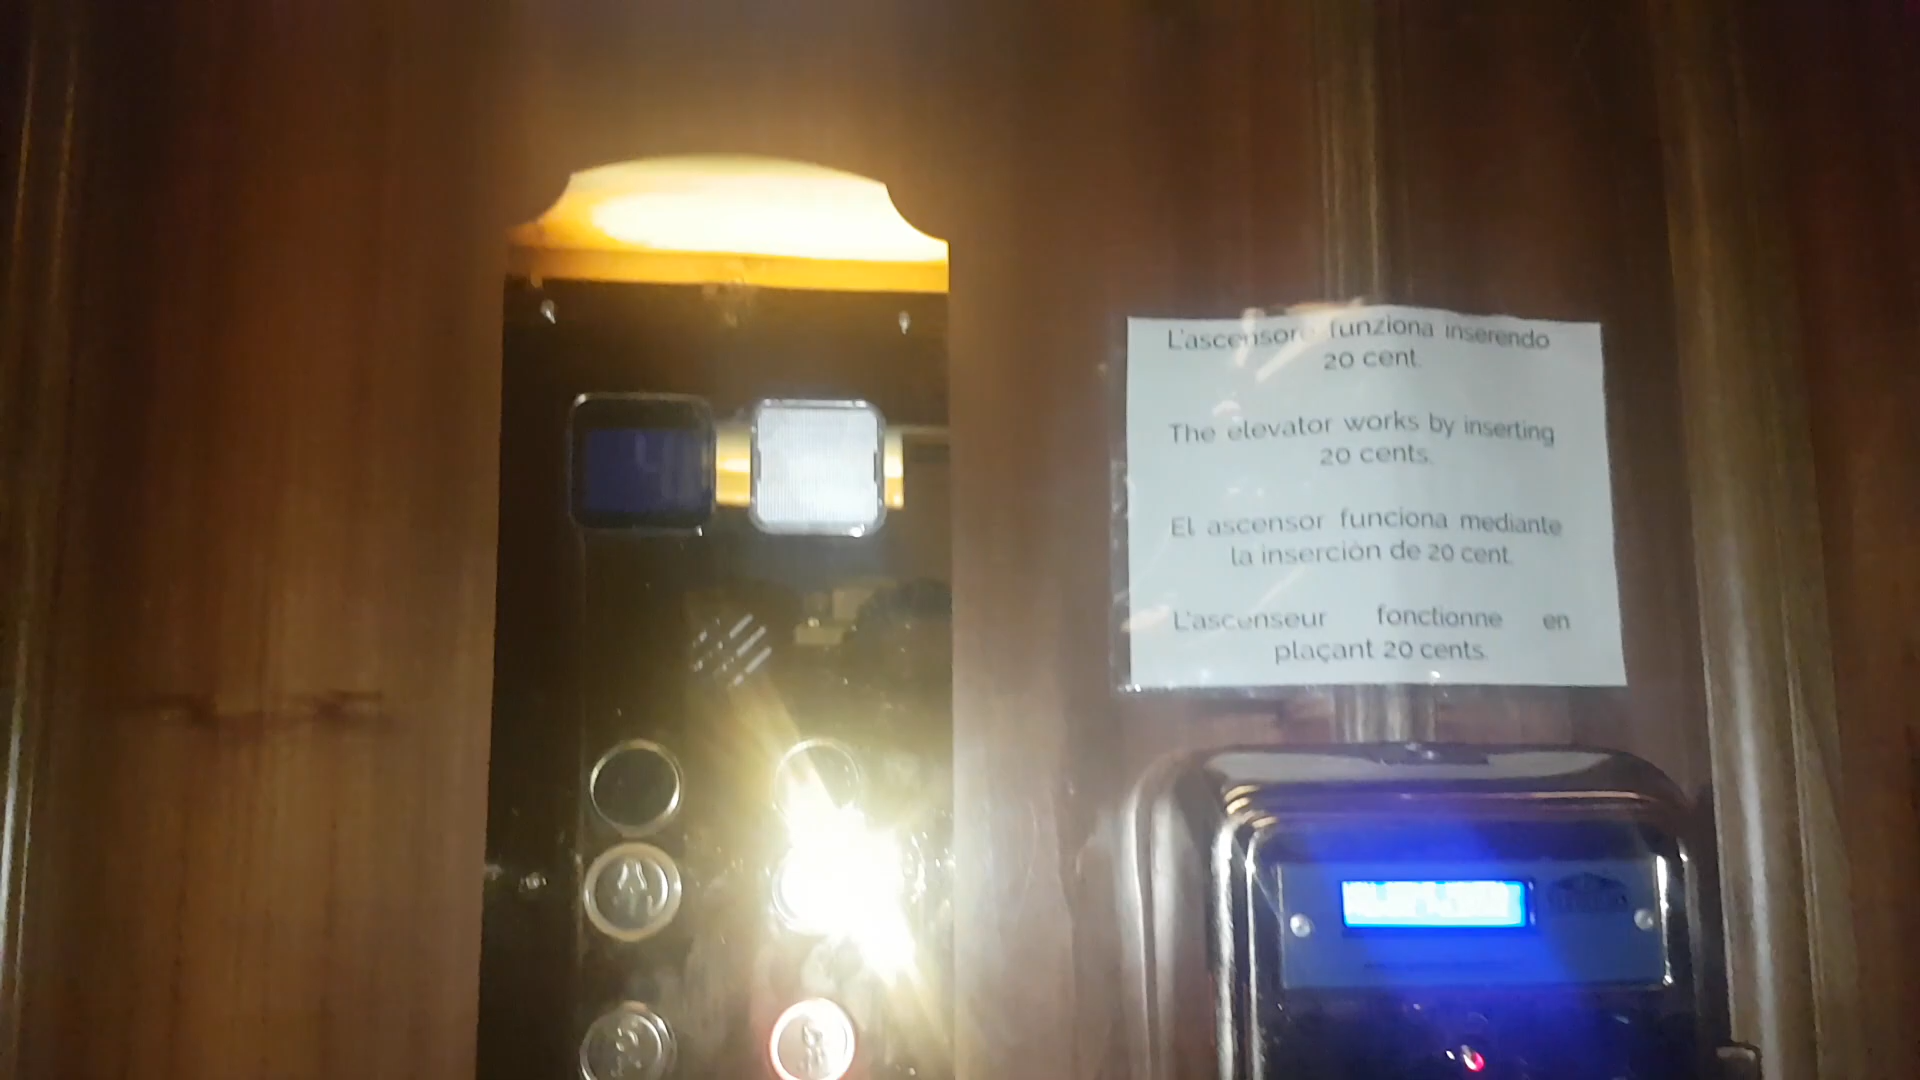 L'ascensore funziona inserendo
20 cent.
The elevator works by inserting
20 cents.
El ascensor funciona mediante
la inserción de 20 cent.
L'ascenseur fonctionne en
plaçant 20 cents.
4